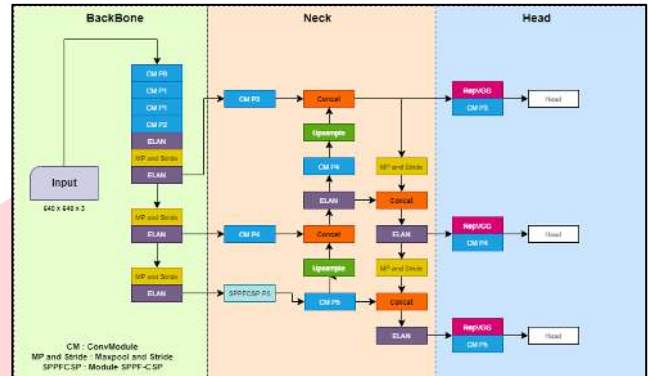 BackBone
Neck
Head
CM P0
CM P1
CM P1
CM P2
ELAN
MP and Stride
ELAN
Input
640 x 640 x 3
MP and Stride
ELAN
MP and Stride
ELAN
CM : ConvModule
MP and Stride : Maxpool and Stride
SPPFCSP : Module SPPF-CSP
CM P3
Concat
Upsample
CM P4
ELAN
CM P4
Concat
Upsample
SPPFCSP P5
CM P5
MP and Stride
Concat
ELAN
MP and Stride
Concat
ELAN
RepVGG
CM P3
Head
RepVGG
CM P4
Head
RepVGG
CM P5
Head